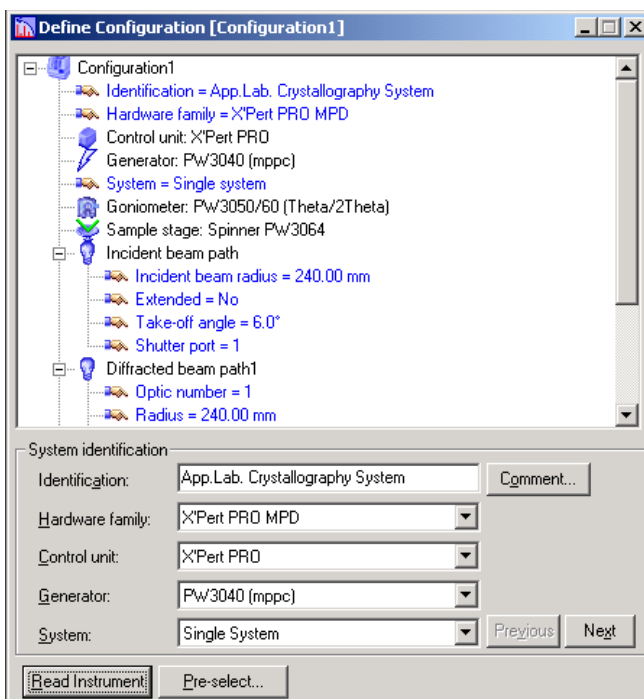 Define Configuration [Configuration1]
Configuration1
Identification = App.Lab. Crystallography System
Hardware family = X'Pert PRO MPD
Control unit: X'Pert PRO
Generator: PW3040 (mppc)
System = Single system
Goniometer: PW3050/60 (Theta/2Theta)
Sample stage: Spinner PW3064
Incident beam path
Incident beam radius = 240.00 mm
Extended = No
Take-off angle = 6.0°
Shutter port = 1
Diffracted beam path1
Optic number = 1
Radius = 240.00 mm
System identification
Identification: App.Lab. Crystallography System Comment...
Hardware family: X'Pert PRO MPD
Control unit: X'Pert PRO
Generator: PW3040 (mppc)
System: Single System Previous Next
Read Instrument Pre-select...